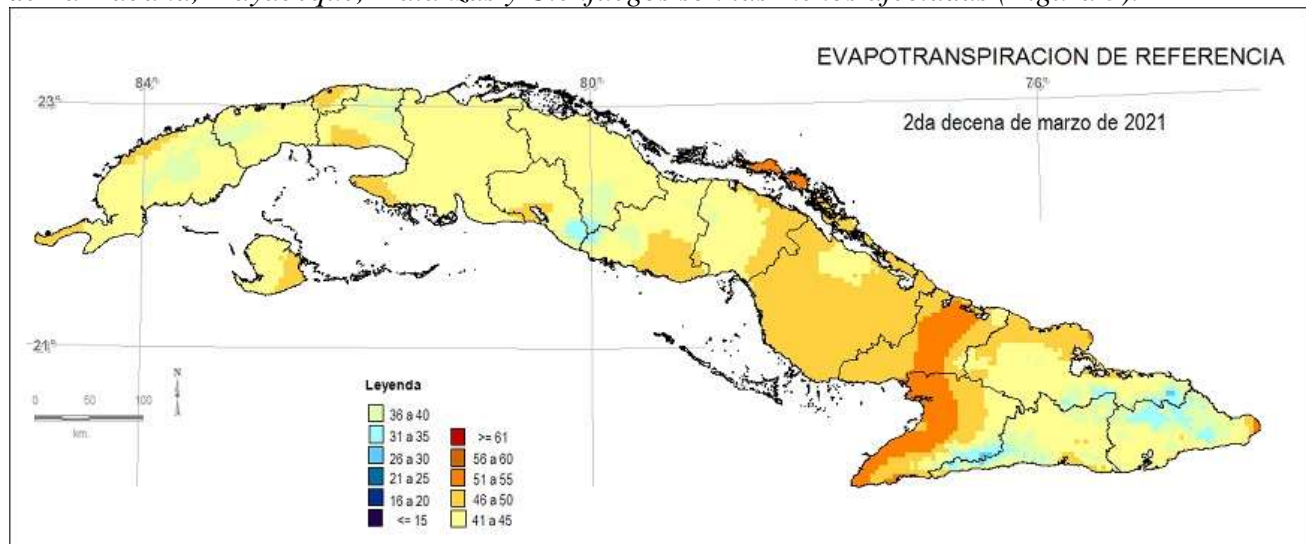 EVAPOTRANSPIRACION DE REFERENCIA
2da decena de marzo de 2021
84°
80°
76°
23°
21°
N
0 50 100
km.
Leyenda
36 a 40
31 a 35
26 a 30
21 a 25
16 a 20
<= 15
>= 61
56 a 60
51 a 55
46 a 50
41 a 45